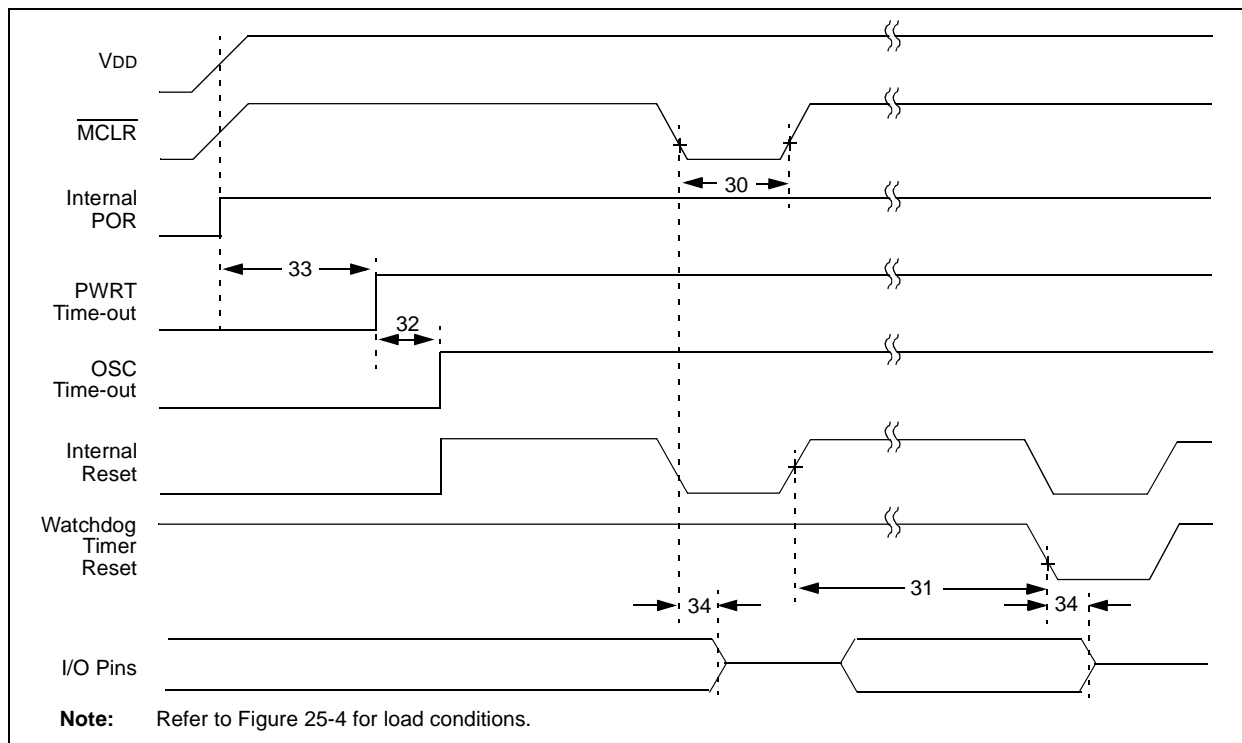 VDD
MCLR
30
Internal
POR
33
PWRT
Time-out
32
OSC
Time-out
Internal
Reset
Watchdog
Timer
Reset
31
34
34
I/O Pins
Note: Refer to Figure 25-4 for load conditions.